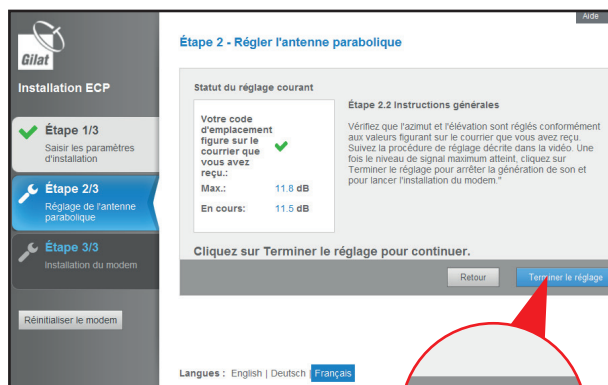 Aide
Gilat
Installation ECP
Étape 1/3
Saisir les paramètres
d'installation
Étape 2/3
Réglage de l'antenne
parabolique
Étape 3/3
Installation du modem
Réinitialiser le modem
Étape 2 - Régler l'antenne parabolique
Statut du réglage courant
Votre code
d'emplacement
figure sur le
courrier que
vous avez
reçu.:
Max.: 11.8 dB
En cours: 11.5 dB
Étape 2.2 Instructions générales
Vérifiez que l'azimut et l'élévation sont réglés conformément
aux valeurs figurant sur le courrier que vous avez reçu.
Suivez la procédure de réglage décrite dans la vidéo. Une
fois le niveau de signal maximum atteint, cliquez sur
Terminer le réglage pour arrêter la génération de son et
pour lancer l'installation du modem."
Cliquez sur Terminer le réglage pour continuer.
Retour
Terminer le réglage
Langues : English | Deutsch | Français